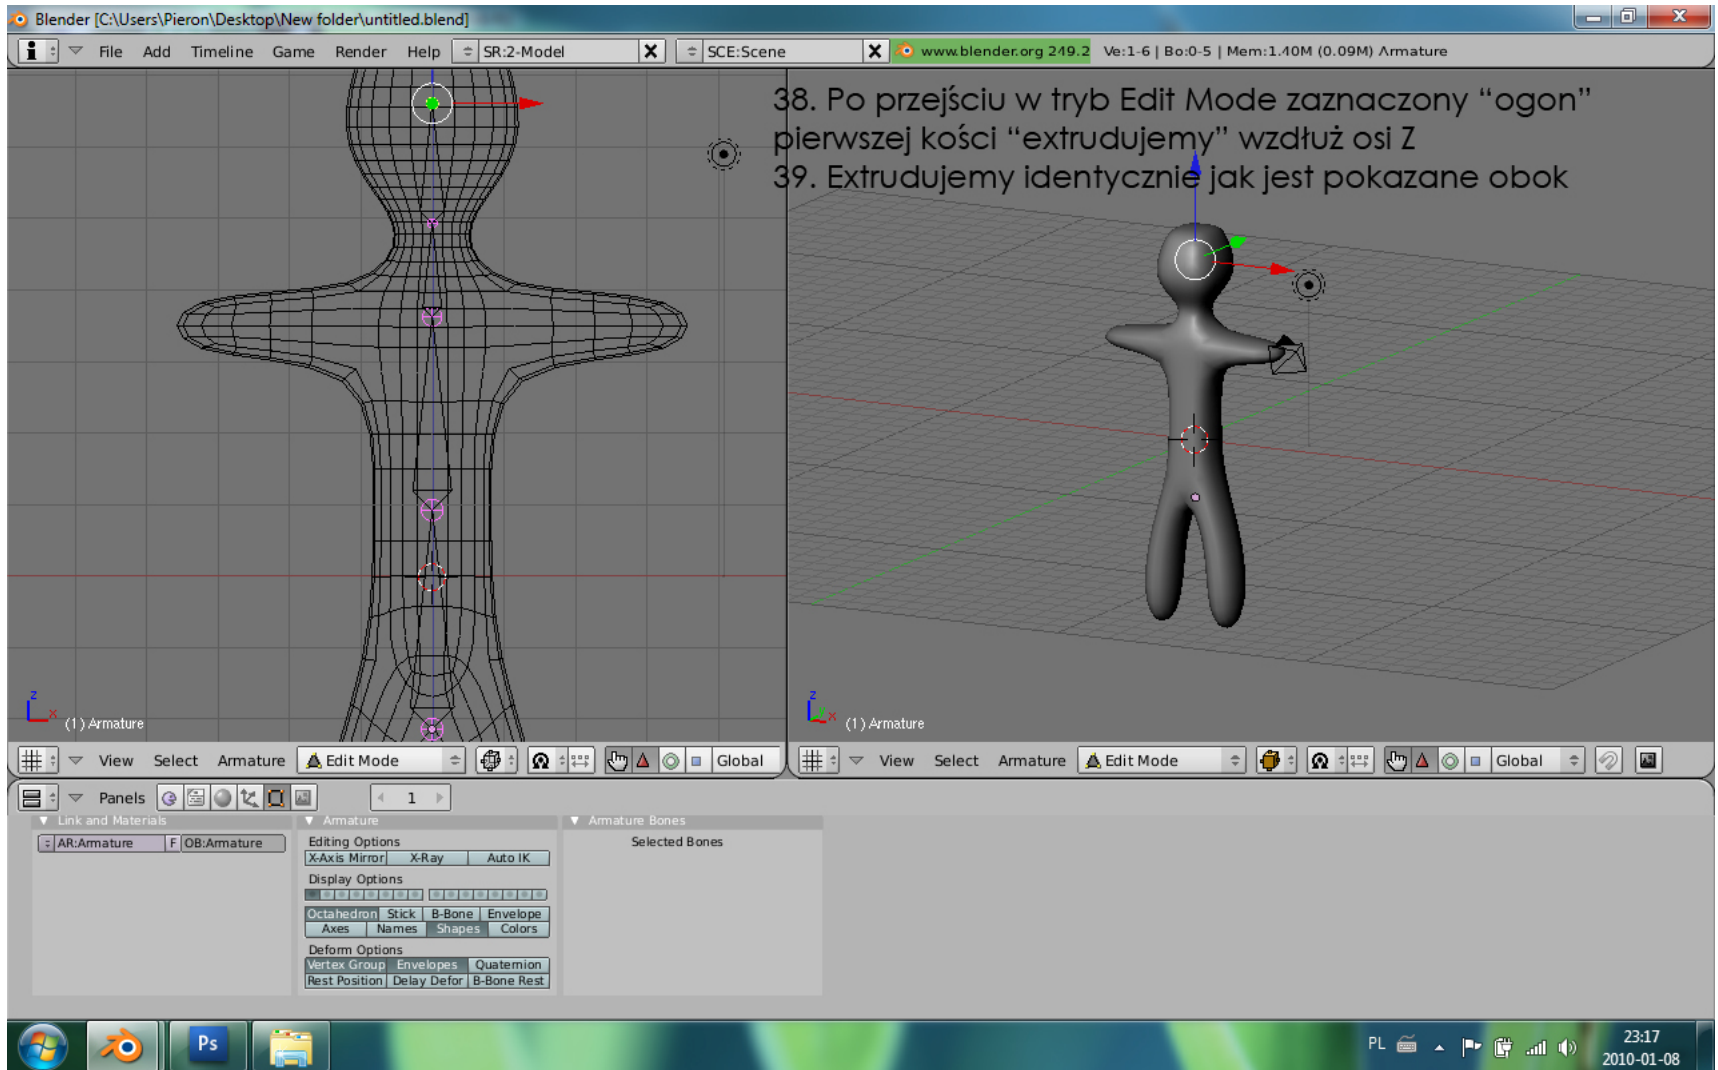 Blender [C:\Users\Pieron\Desktop\New folder\untitled.blend]
File Add Timeline Game Render Help SR:2-Model X SCE:Scene X www.blender.org 249.2 Ve:1-6 | Bo:0-5 | Mem:1.40M (0.09M) Armature
38. Po przejściu w tryb Edit Mode zaznaczony “ogon”
pierwszej kości “extrudujemy” wzdłuż osi Z
39. Extrudujemy identycznie jak jest pokazane obok
z
x
(1) Armature
z
y
x
(1) Armature
View Select Armature Edit Mode Global
View Select Armature Edit Mode Global
Panels 1
Link and Materials
AR:Armature F OB:Armature
Armature
Editing Options
X-Axis Mirror X-Ray Auto IK
Display Options
Octahedron Stick B-Bone Envelope
Axes Names Shapes Colors
Deform Options
Vertex Group Envelopes Quaternion
Rest Position Delay Defor B-Bone Rest
Armature Bones
Selected Bones
Ps
PL
23:17
2010-01-08